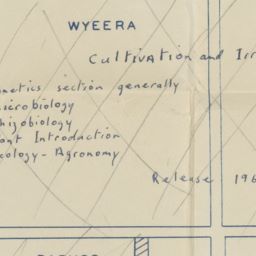 WYEERA
Cultivation and Irr
netics section generally
icrobiology
hizobiology
ant Introduction
cology - Agronomy
Release 196